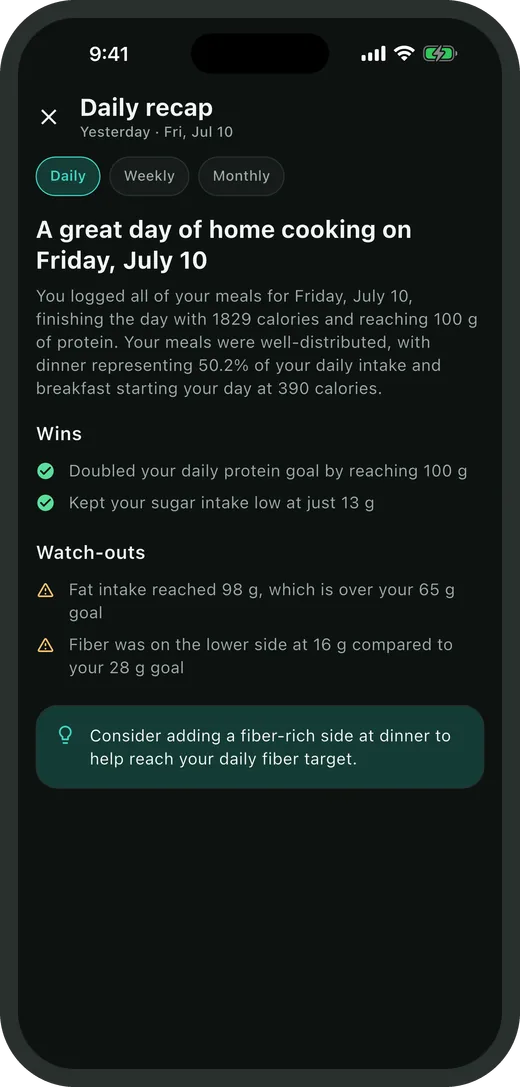 9:41
Daily recap
Yesterday · Fri, Jul 10
Daily Weekly Monthly
A great day of home cooking on
Friday, July 10
You logged all of your meals for Friday, July 10,
finishing the day with 1829 calories and reaching 100 g
of protein. Your meals were well-distributed, with
dinner representing 50.2% of your daily intake and
breakfast starting your day at 390 calories.
Wins
Doubled your daily protein goal by reaching 100 g
Kept your sugar intake low at just 13 g
Watch-outs
Fat intake reached 98 g, which is over your 65 g
goal
Fiber was on the lower side at 16 g compared to
your 28 g goal
Consider adding a fiber-rich side at dinner to
help reach your daily fiber target.